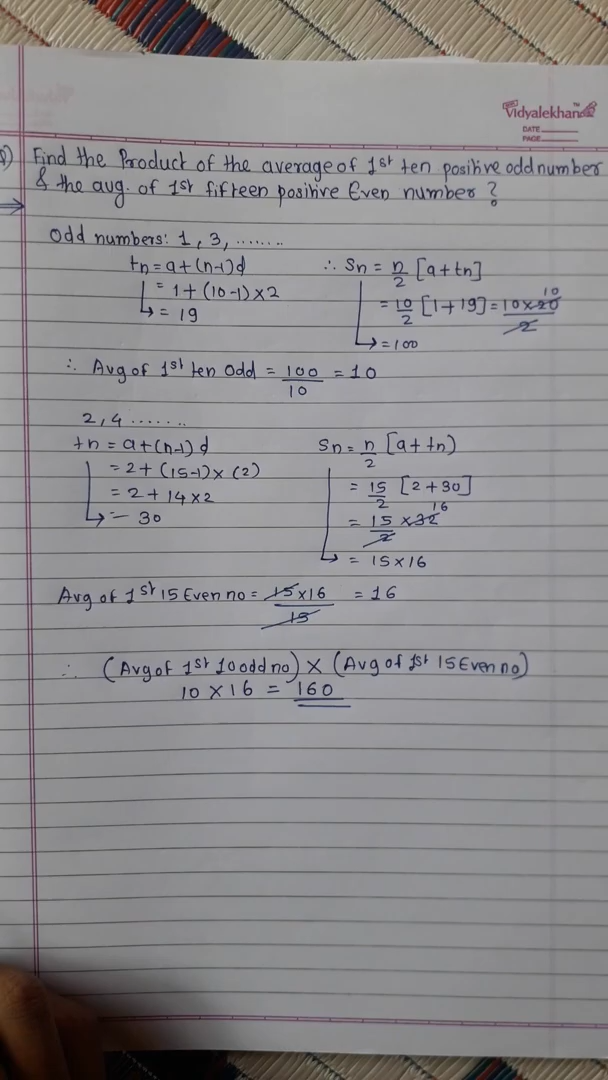 Vidyalekhan
DATE
PAGE
Q) Find the Product of the average of 1st ten positive odd number
& the avg. of 1st fifteen positive Even number?
Odd numbers: 1, 3, .......
tn = a+(n-1)d ∴ Sn = n/2 [a+tn]
= 1+(10-1)×2 = 10/2 [1+19] = 10×20/2 10
= 19 = 100
∴ Avg of 1st ten Odd = 100/10 = 10
2, 4 .......
tn = a+(n-1)d Sn = n/2 [a+tn)
= 2+(15-1)×(2) = 15/2 [2+30]
= 2+14×2 = 15/2 ×32 16
= 30 = 15×16
Avg of 1st 15 Even no = 15×16/15 = 16
∴ (Avg of 1st 10 odd no) × (Avg of 1st 15 Even no)
10 × 16 = 160